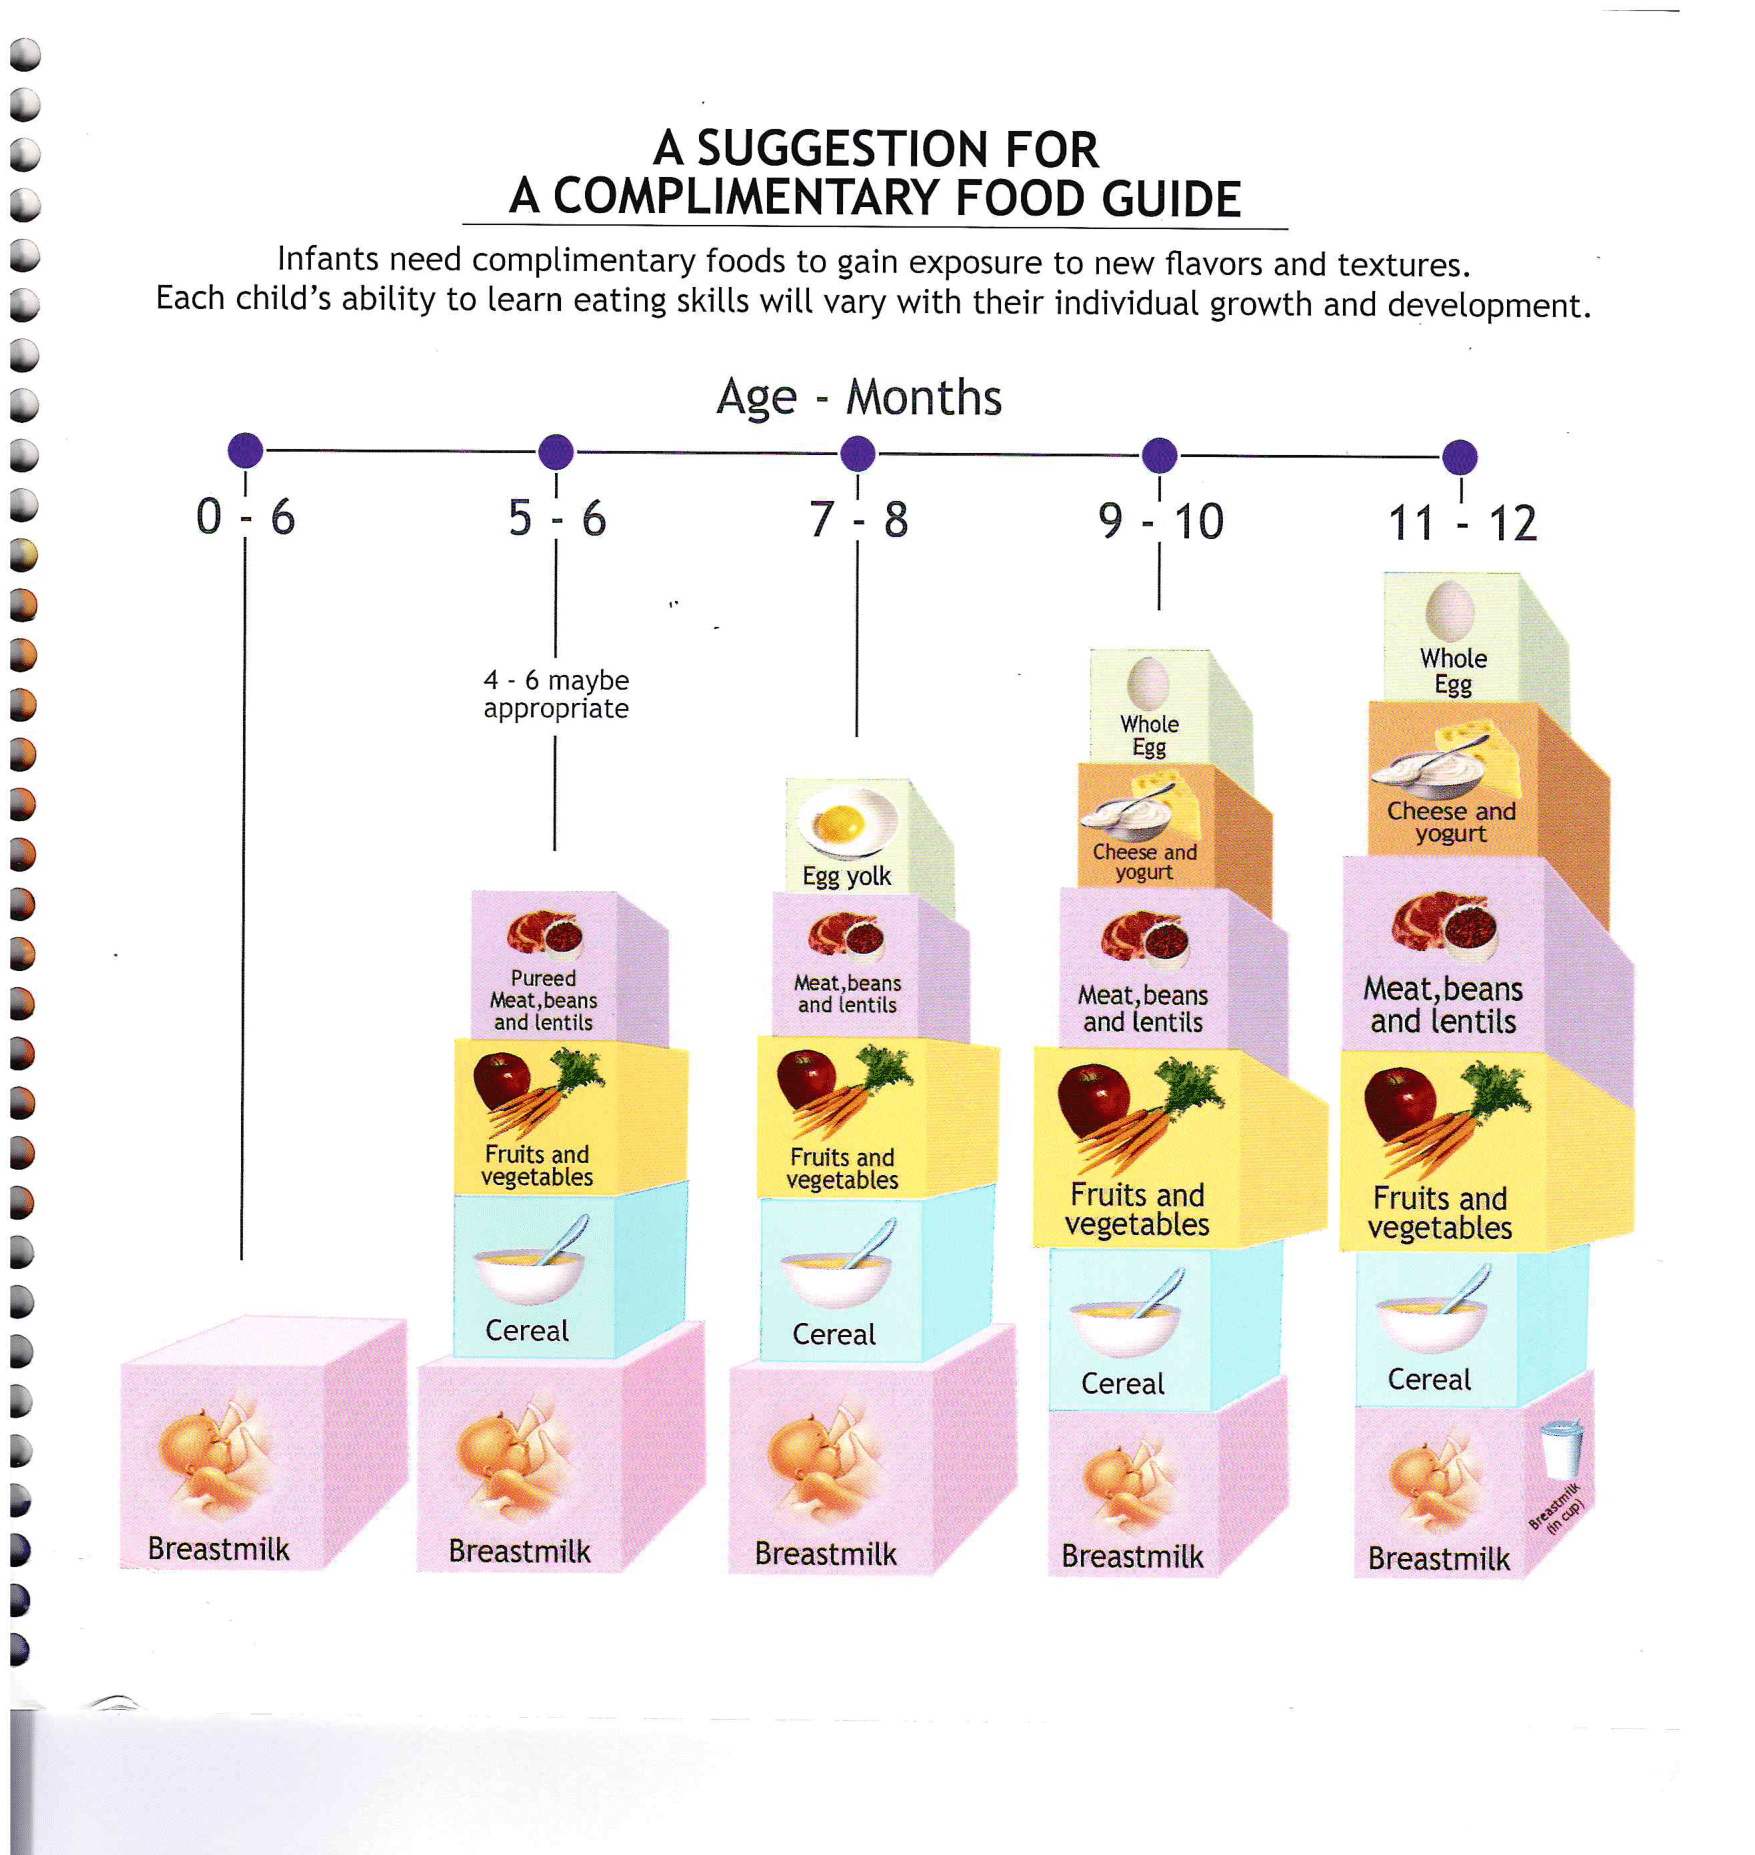 A SUGGESTION FOR
A COMPLIMENTARY FOOD GUIDE
Infants need complimentary foods to gain exposure to new flavors and textures.
Each child's ability to learn eating skills will vary with their individual growth and development.
Age - Months
0 - 6
5 - 6
7 - 8
9 - 10
11 - 12
4 - 6 maybe
appropriate
Breastmilk
Pureed
Meat,beans
and lentils
Fruits and
vegetables
Cereal
Breastmilk
Egg yolk
Meat,beans
and lentils
Fruits and
vegetables
Cereal
Breastmilk
Whole
Egg
Cheese and
yogurt
Meat,beans
and lentils
Fruits and
vegetables
Cereal
Breastmilk
Whole
Egg
Cheese and
yogurt
Meat,beans
and lentils
Fruits and
vegetables
Cereal
Breastmilk
Breastmilk
(in cup)